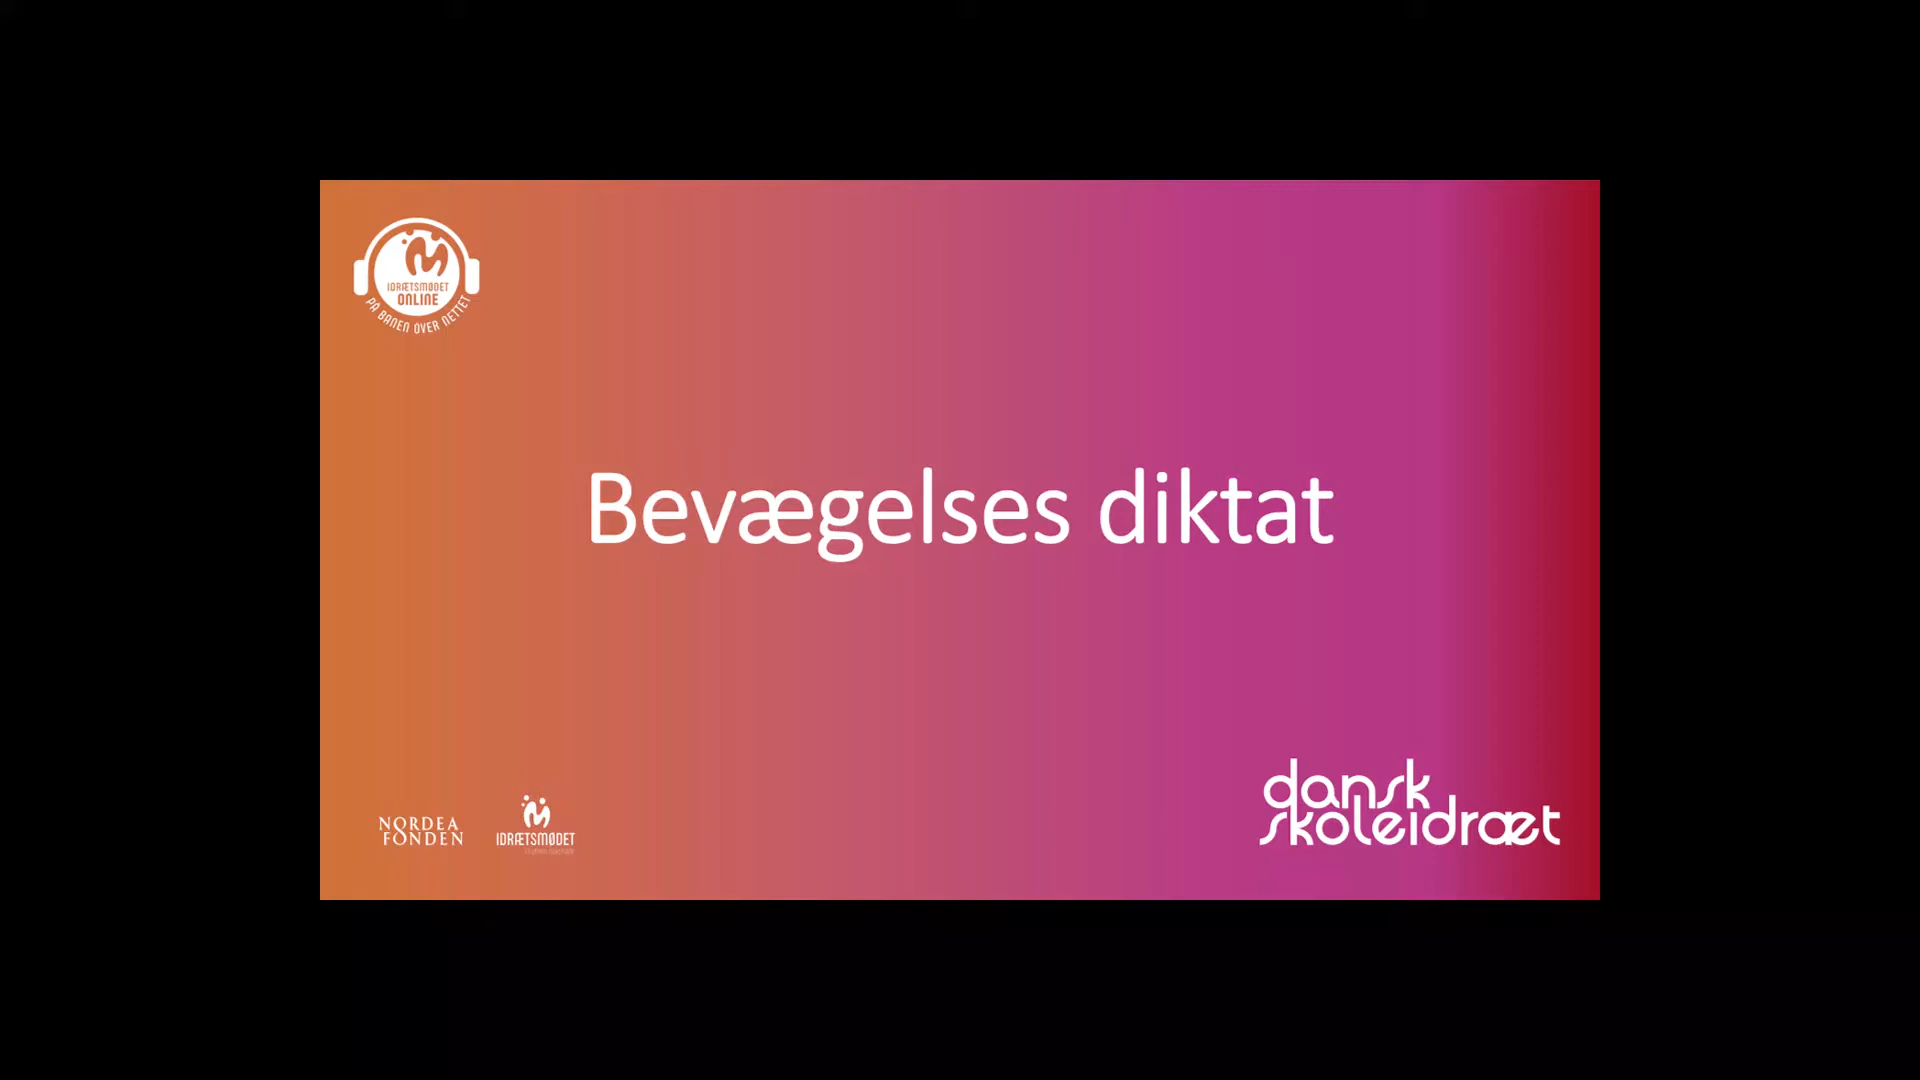 IDRÆTSMØDET
ONLINE
PÅ BANEN OVER NETTET
Bevægelses diktat
NORDEA
FONDEN
IDRÆTSMØDET
dansk
skoleidræt